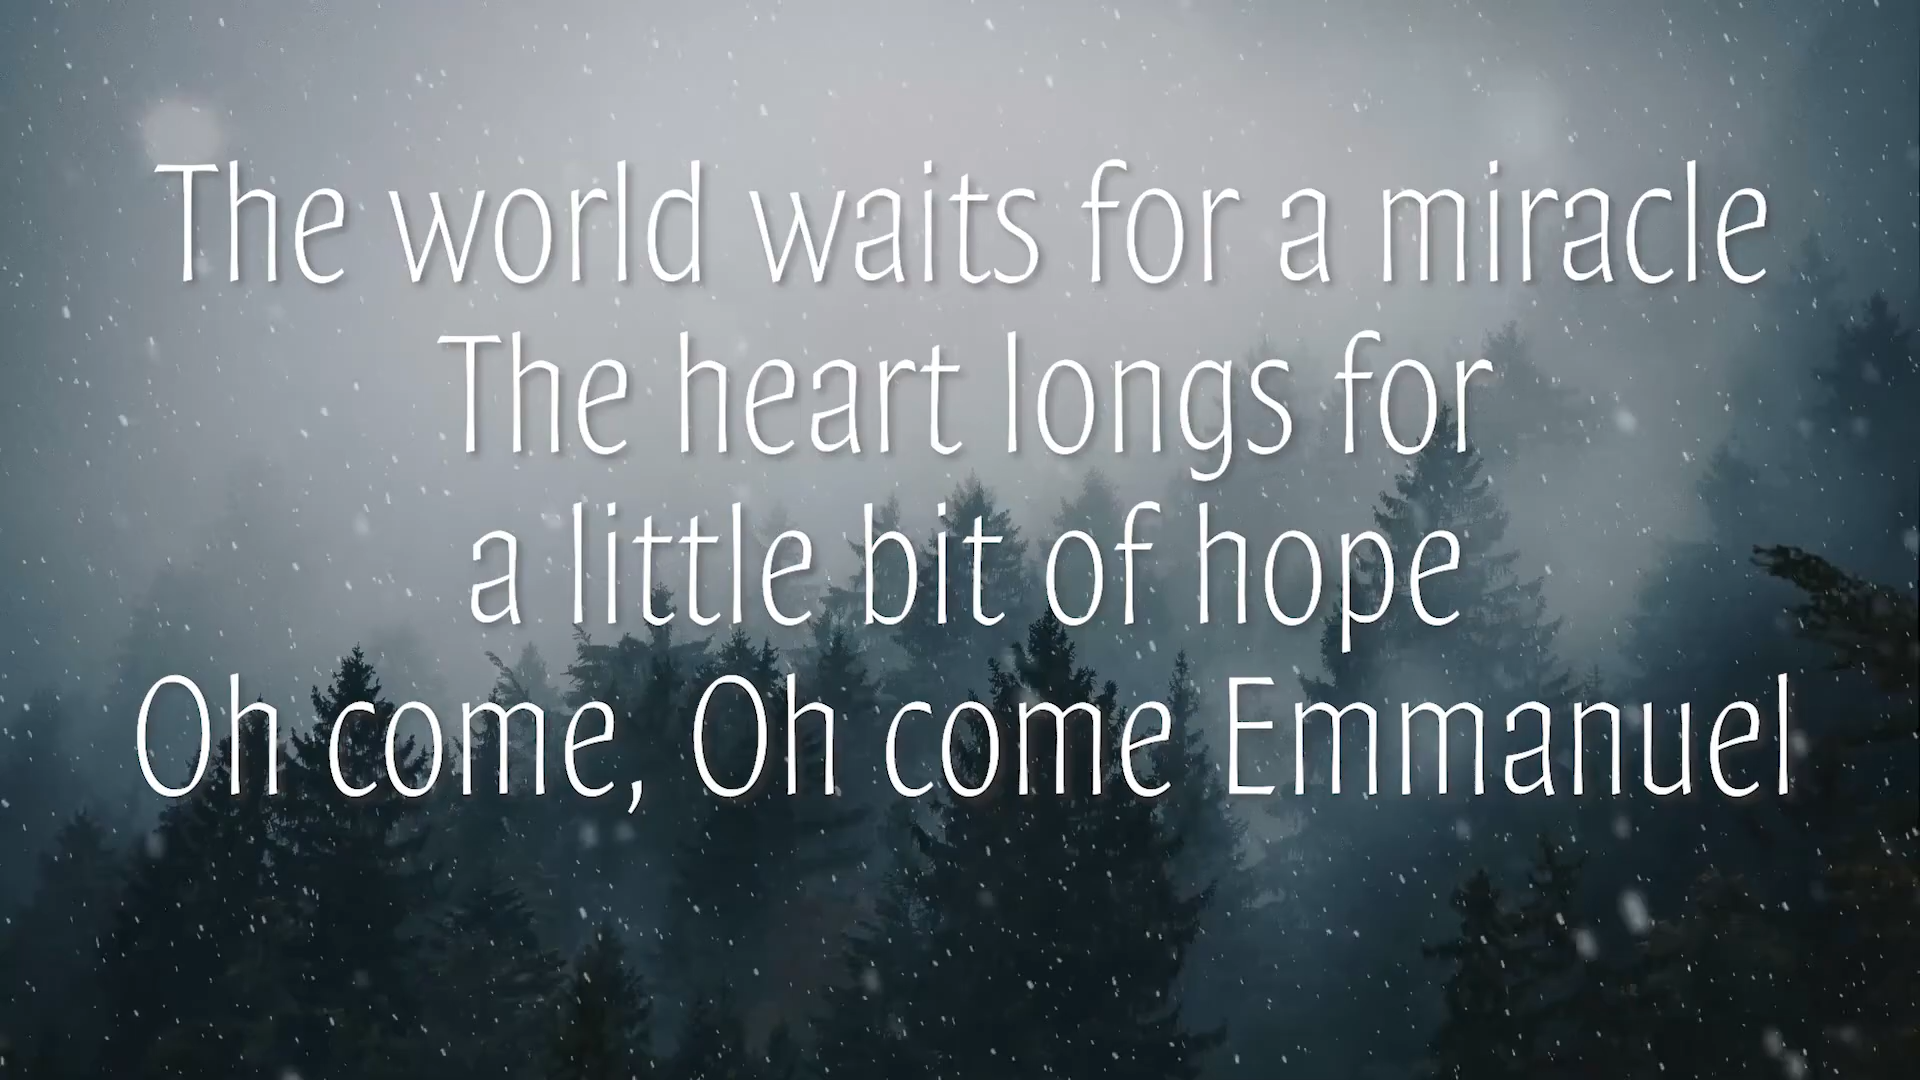 The world waits for a miracle
The heart longs for
a little bit of hope
Oh come, Oh come Emmanuel